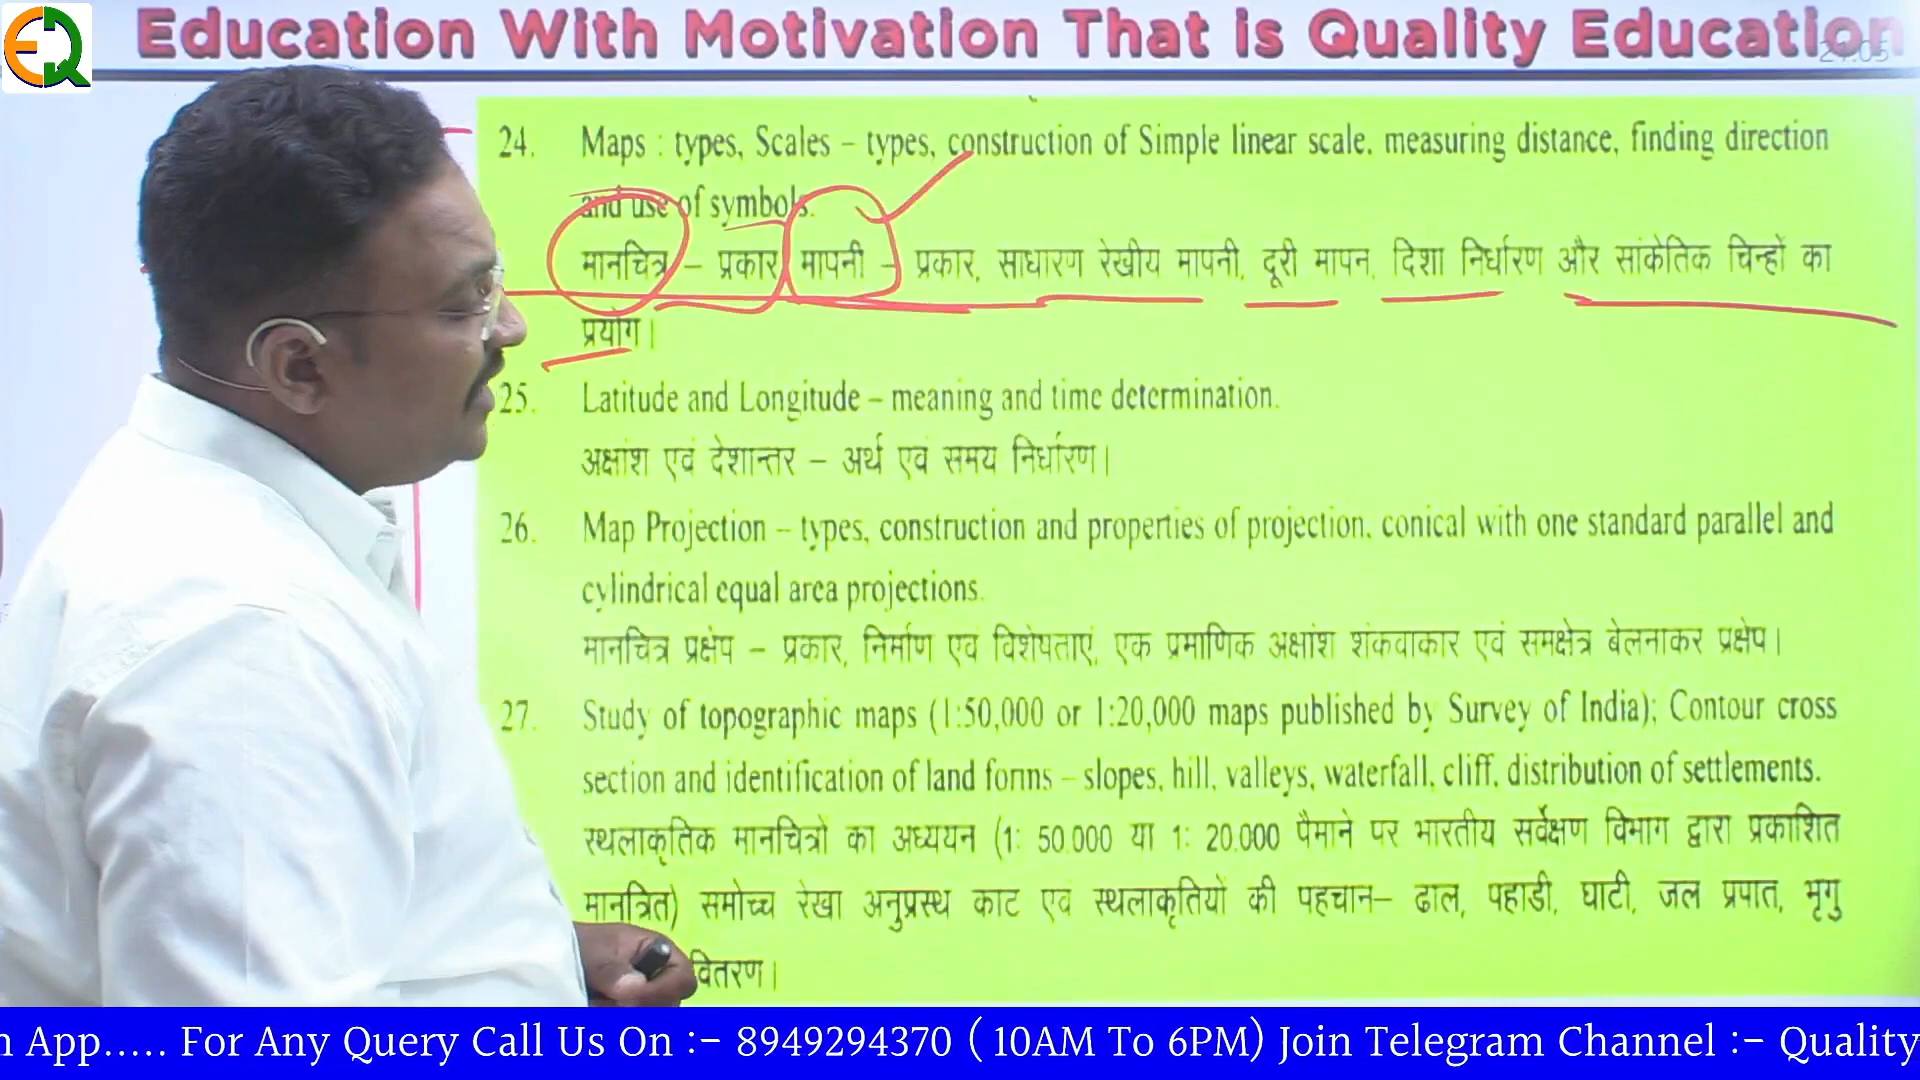 EQ
Education With Motivation That is Quality Education
21:05
24. Maps : types, Scales – types, construction of Simple linear scale. measuring distance, finding direction
and use of symbols.
मानचित्र – प्रकार मापनी – प्रकार, साधारण रेखीय मापनी, दूरी मापन, दिशा निर्धारण और सांकेतिक चिन्हों का
प्रयोग।
25. Latitude and Longitude – meaning and time determination.
अक्षांश एवं देशान्तर – अर्थ एवं समय निर्धारण।
26. Map Projection – types, construction and properties of projection. conical with one standard parallel and
cylindrical equal area projections.
मानचित्र प्रक्षेप – प्रकार, निर्माण एवं विशेषताएं, एक प्रमाणिक अक्षांश शंकवाकार एवं समक्षेत्र बेलनाकर प्रक्षेप।
27. Study of topographic maps (1:50,000 or 1:20,000 maps published by Survey of India); Contour cross
section and identification of land forms – slopes, hill, valleys, waterfall, cliff, distribution of settlements.
स्थलाकृतिक मानचित्रों का अध्ययन (1: 50.000 या 1: 20.000 पैमाने पर भारतीय सर्वेक्षण विभाग द्वारा प्रकाशित
मानत्रित) समोच्च रेखा अनुप्रस्थ काट एवं स्थलाकृतियों की पहचान– ढाल, पहाडी, घाटी, जल प्रपात, भृगु
वितरण।
n App..... For Any Query Call Us On :- 8949294370 ( 10AM To 6PM) Join Telegram Channel :- Quality